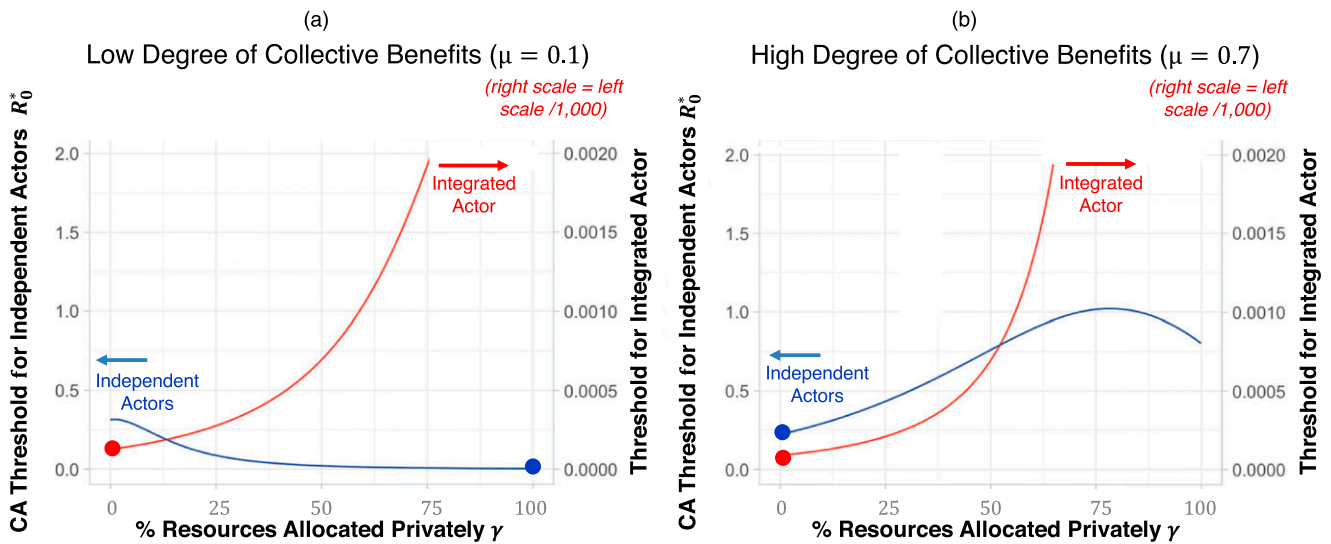 (a)
Low Degree of Collective Benefits (μ = 0.1)
(right scale = left
scale /1,000)
CA Threshold for Independent Actors R₀*
2.0
1.5
1.0
0.5
0.0
Integrated
Actor
Independent
Actors
0.0020
0.0015
0.0010
0.0005
0.0000
Threshold for Integrated Actor
0 25 50 75 100
% Resources Allocated Privately γ
(b)
High Degree of Collective Benefits (μ = 0.7)
(right scale = left
scale /1,000)
CA Threshold for Independent Actors R₀*
2.0
1.5
1.0
0.5
0.0
Integrated
Actor
Independent
Actors
0.0020
0.0015
0.0010
0.0005
0.0000
Threshold for Integrated Actor
0 25 50 75 100
% Resources Allocated Privately γ